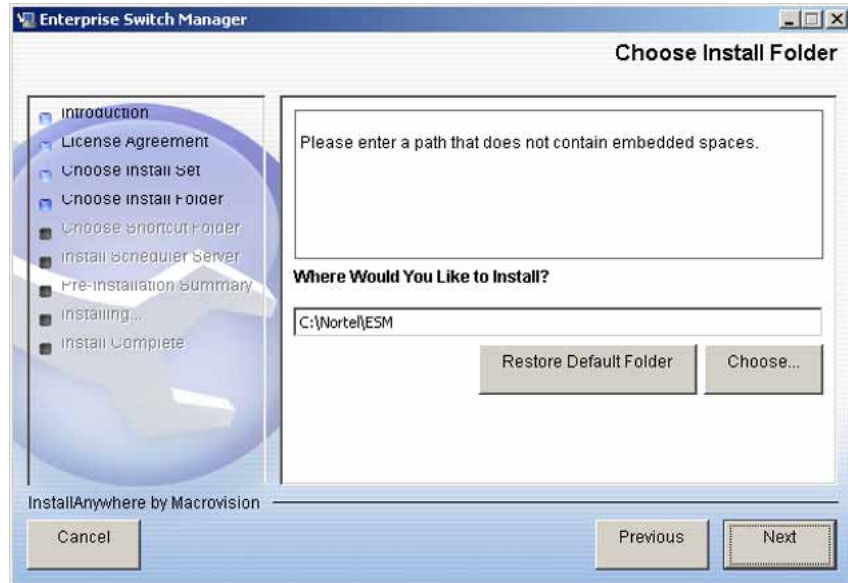 Enterprise Switch Manager
Choose Install Folder
Introduction
License Agreement
Choose Install Set
Choose Install Folder
Choose Shortcut Folder
Install Scheduler Server
Pre-Installation Summary
Installing...
Install Complete
Please enter a path that does not contain embedded spaces.
Where Would You Like to Install?
C:\Nortel\ESM
Restore Default Folder
Choose...
InstallAnywhere by Macrovision
Cancel
Previous
Next